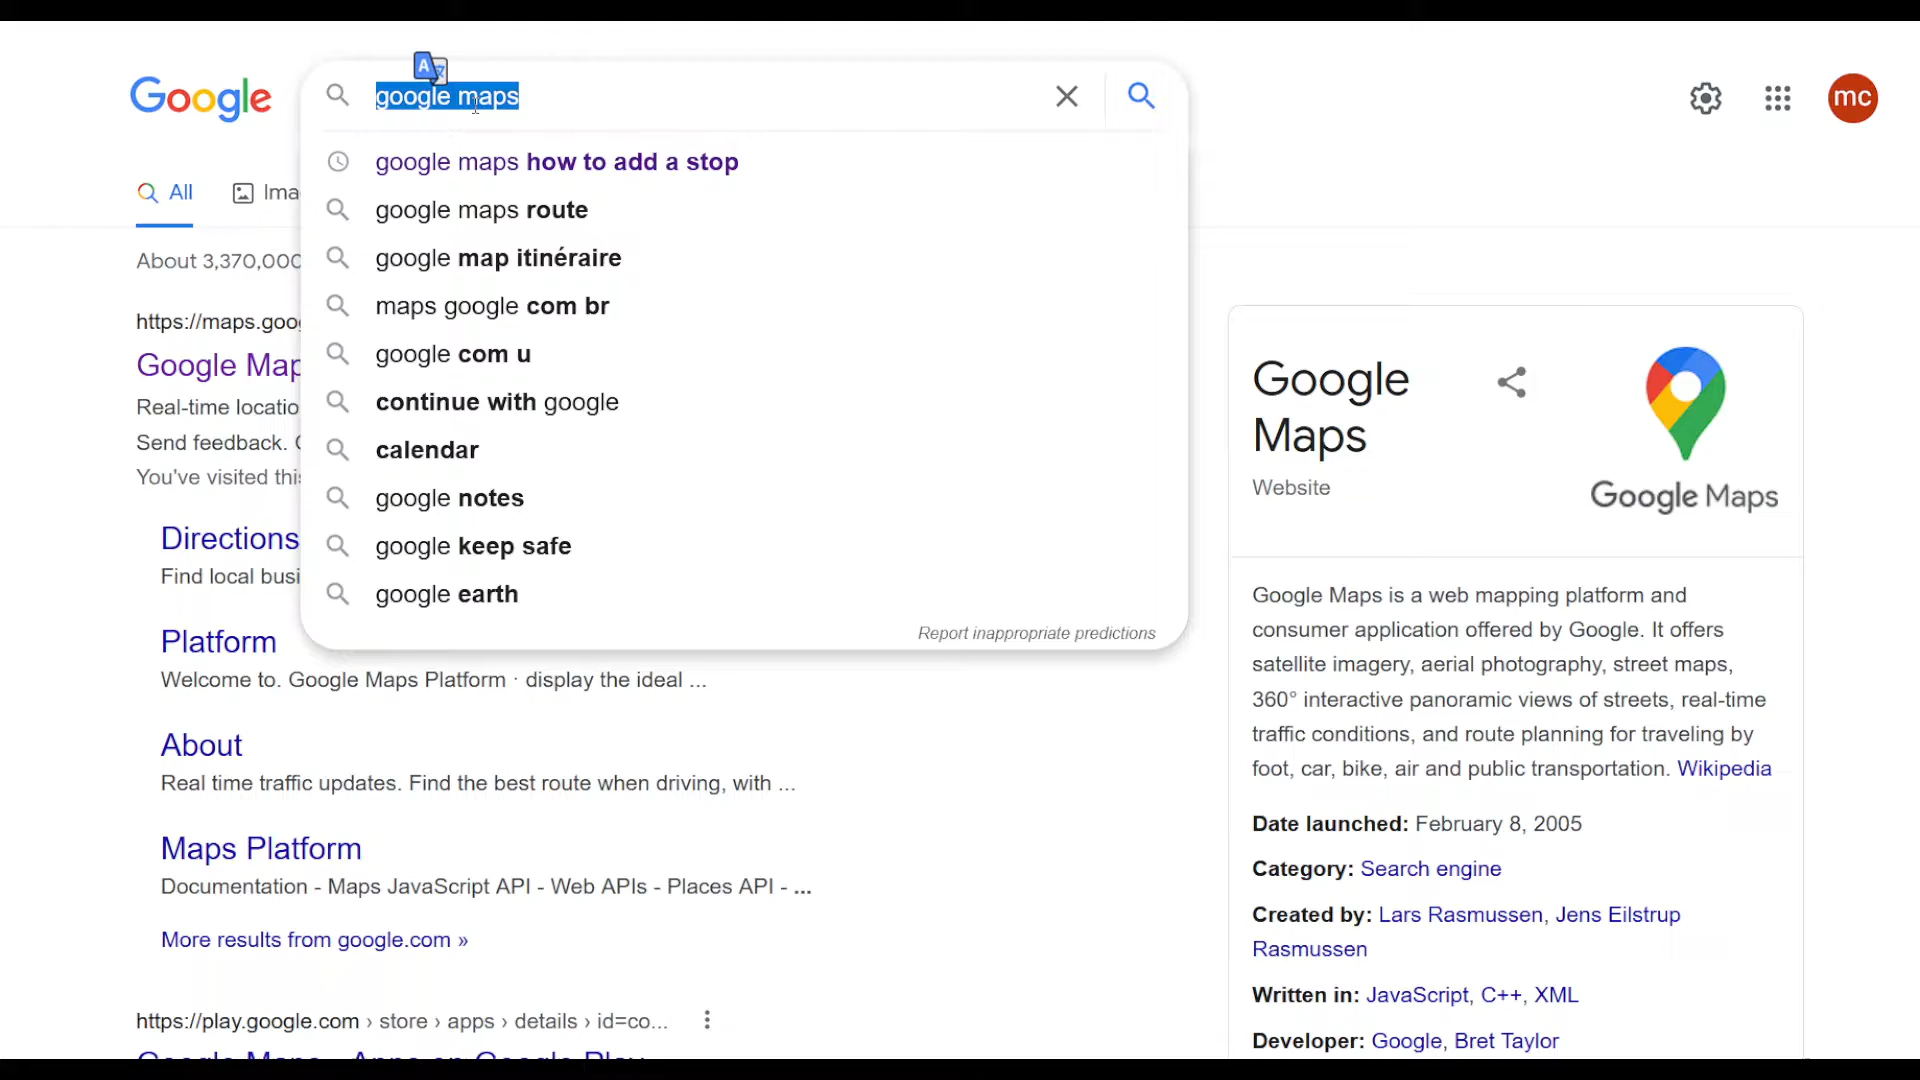 Google
google maps
mc
google maps how to add a stop
google maps route
google map itinéraire
maps google com br
google com u
continue with google
calendar
google notes
google keep safe
google earth
Report inappropriate predictions
All
Ima
About 3,370,000
https://maps.goo
Google Map
Real-time locatio
Send feedback.
You've visited this
Directions
Find local busi
Platform
Welcome to. Google Maps Platform · display the ideal ...
About
Real time traffic updates. Find the best route when driving, with ...
Maps Platform
Documentation - Maps JavaScript API - Web APIs - Places API - ...
More results from google.com »
https://play.google.com › store › apps › details › id=co...
Google Maps - Apps on Google Play
Google
Maps
Website
Google Maps
Google Maps is a web mapping platform and
consumer application offered by Google. It offers
satellite imagery, aerial photography, street maps,
360° interactive panoramic views of streets, real-time
traffic conditions, and route planning for traveling by
foot, car, bike, air and public transportation. Wikipedia
Date launched: February 8, 2005
Category: Search engine
Created by: Lars Rasmussen, Jens Eilstrup
Rasmussen
Written in: JavaScript, C++, XML
Developer: Google, Bret Taylor